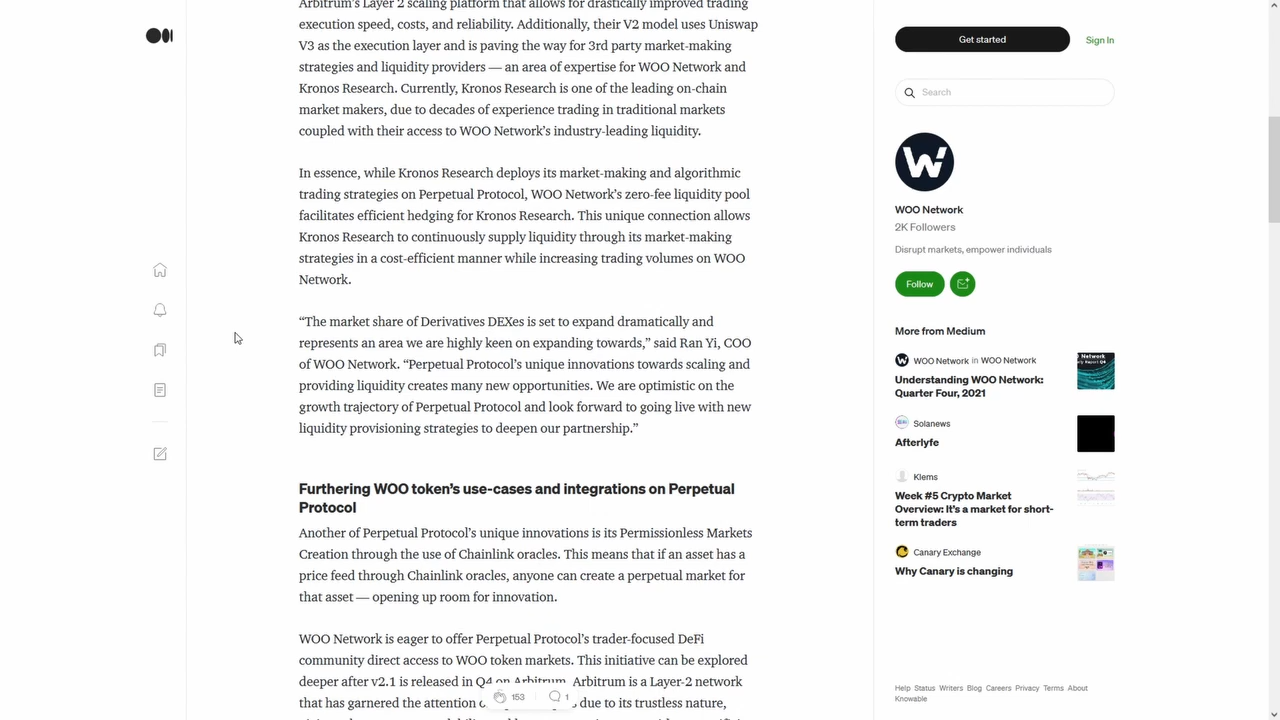 Arbitrum's Layer 2 scaling platform that allows for drastically improved trading
execution speed, costs, and reliability. Additionally, their V2 model uses Uniswap
V3 as the execution layer and is paving the way for 3rd party market-making
strategies and liquidity providers — an area of expertise for WOO Network and
Kronos Research. Currently, Kronos Research is one of the leading on-chain
market makers, due to decades of experience trading in traditional markets
coupled with their access to WOO Network's industry-leading liquidity.
In essence, while Kronos Research deploys its market-making and algorithmic
trading strategies on Perpetual Protocol, WOO Network's zero-fee liquidity pool
facilitates efficient hedging for Kronos Research. This unique connection allows
Kronos Research to continuously supply liquidity through its market-making
strategies in a cost-efficient manner while increasing trading volumes on WOO
Network.
“The market share of Derivatives DEXes is set to expand dramatically and
represents an area we are highly keen on expanding towards,” said Ran Yi, COO
of WOO Network. “Perpetual Protocol's unique innovations towards scaling and
providing liquidity creates many new opportunities. We are optimistic on the
growth trajectory of Perpetual Protocol and look forward to going live with new
liquidity provisioning strategies to deepen our partnership.”
Furthering WOO token's use-cases and integrations on Perpetual
Protocol
Another of Perpetual Protocol's unique innovations is its Permissionless Markets
Creation through the use of Chainlink oracles. This means that if an asset has a
price feed through Chainlink oracles, anyone can create a perpetual market for
that asset — opening up room for innovation.
WOO Network is eager to offer Perpetual Protocol's trader-focused DeFi
community direct access to WOO token markets. This initiative can be explored
deeper after v2.1 is released in Q4 on Arbitrum. Arbitrum is a Layer-2 network
that has garnered the attention due to its trustless nature,
153 1
Get started Sign In
Search
WOO Network
2K Followers
Disrupt markets, empower individuals
Follow
More from Medium
WOO Network in WOO Network
Understanding WOO Network:
Quarter Four, 2021
Solanews
Afterlyfe
Klems
Week #5 Crypto Market
Overview: It's a market for short-
term traders
Canary Exchange
Why Canary is changing
Help Status Writers Blog Careers Privacy Terms About
Knowable